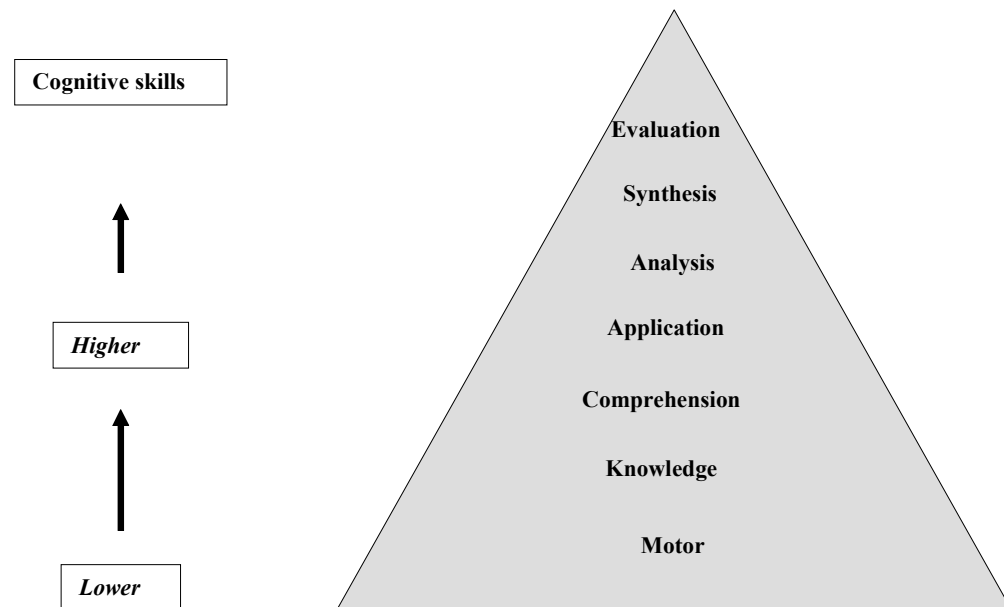 Cognitive skills
Evaluation
Synthesis
Analysis
Application
Higher
Comprehension
Knowledge
Motor
Lower